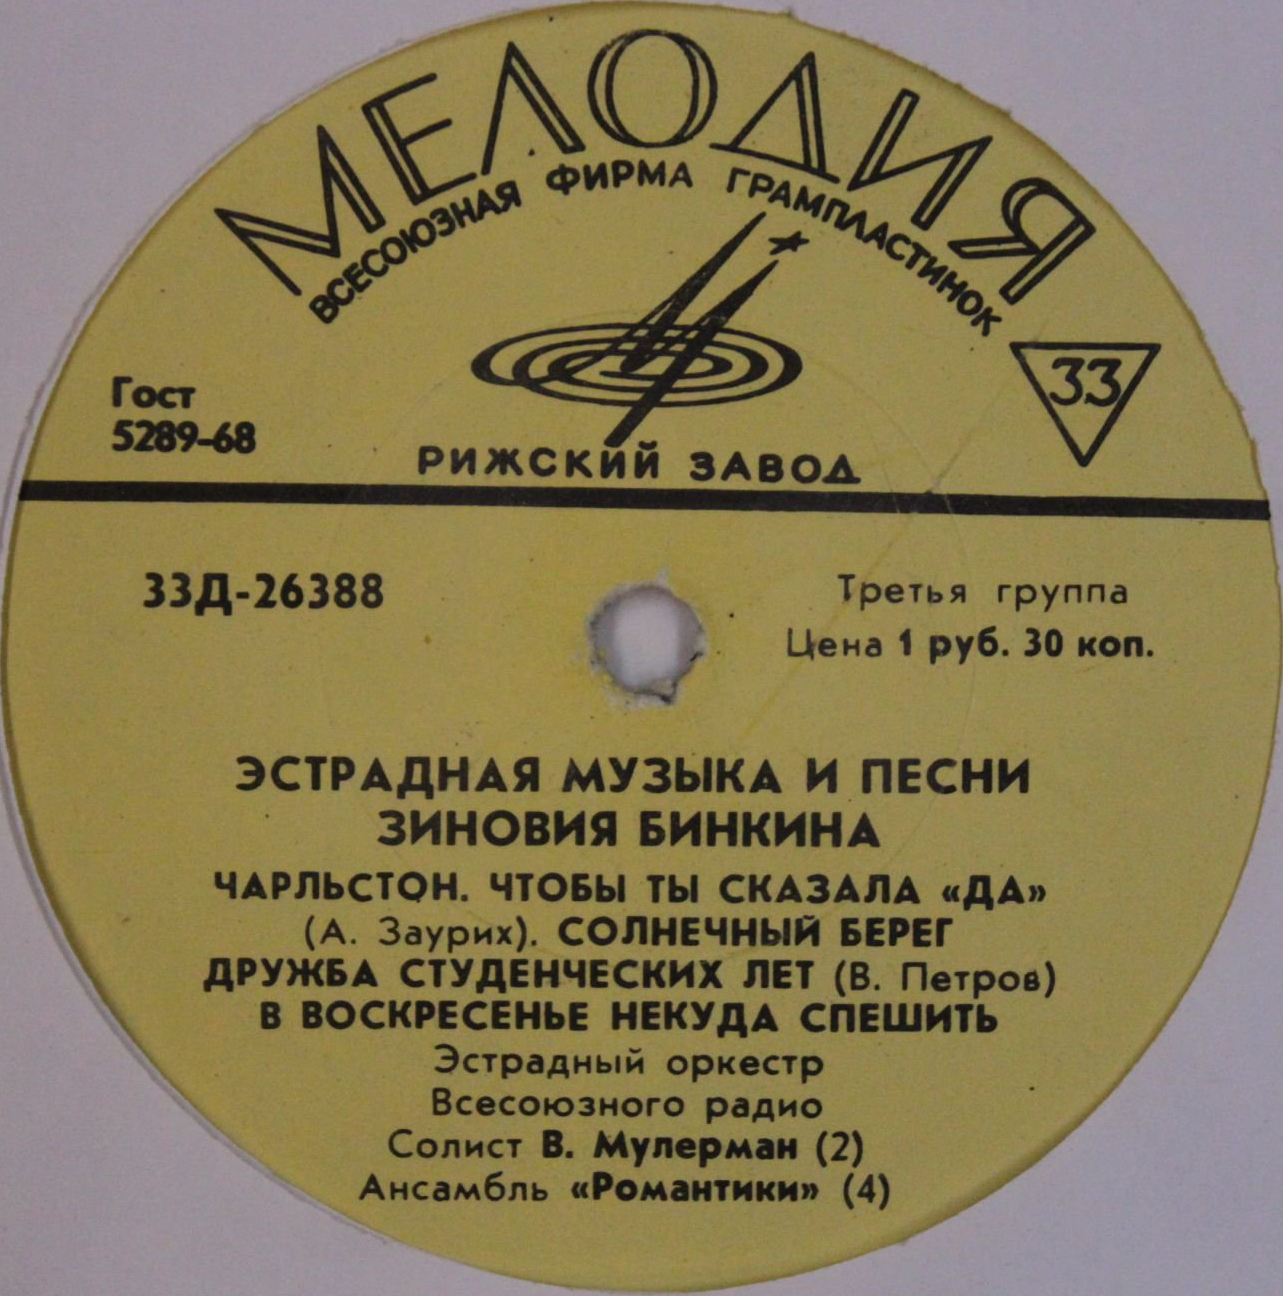 МЕЛОДИЯ
ВСЕСОЮЗНАЯ ФИРМА ГРАМПЛАСТИНОК
33
Гост
5289-68
РИЖСКИЙ ЗАВОД
33Д-26388
Третья группа
Цена 1 руб. 30 коп.
ЭСТРАДНАЯ МУЗЫКА И ПЕСНИ
ЗИНОВИЯ БИНКИНА
ЧАРЛЬСТОН. ЧТОБЫ ТЫ СКАЗАЛА «ДА»
(А. Заурих). СОЛНЕЧНЫЙ БЕРЕГ
ДРУЖБА СТУДЕНЧЕСКИХ ЛЕТ (В. Петров)
В ВОСКРЕСЕНЬЕ НЕКУДА СПЕШИТЬ
Эстрадный оркестр
Всесоюзного радио
Солист В. Мулерман (2)
Ансамбль «Романтики» (4)